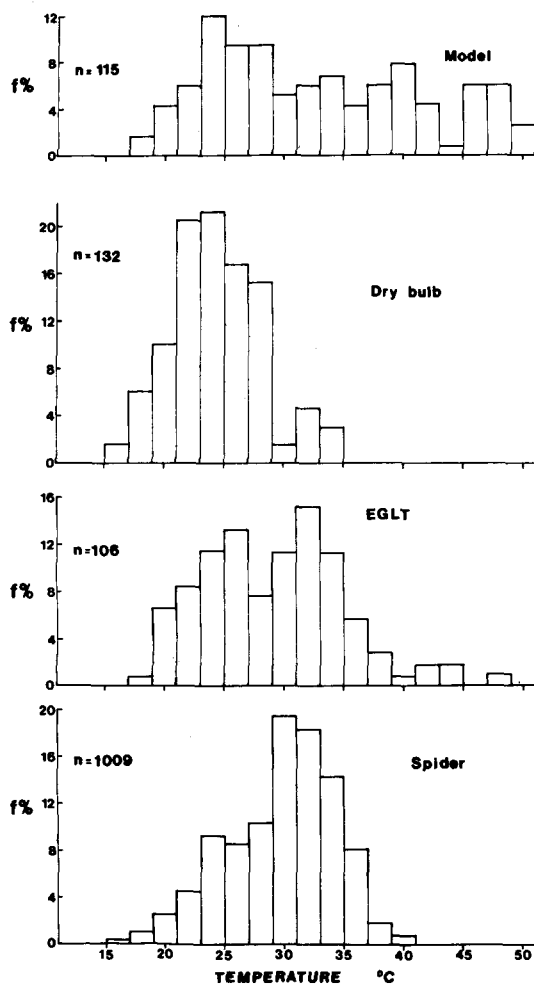 12
n=115
Model
8
f%
4
0
20
n=132
16
Dry bulb
f%
12
8
4
0
16
EGLT
12
n=106
f%
8
4
0
20
n=1009
Spider
16
f%
12
8
4
0
15 20 25 30 35 40 45 50
TEMPERATURE °C